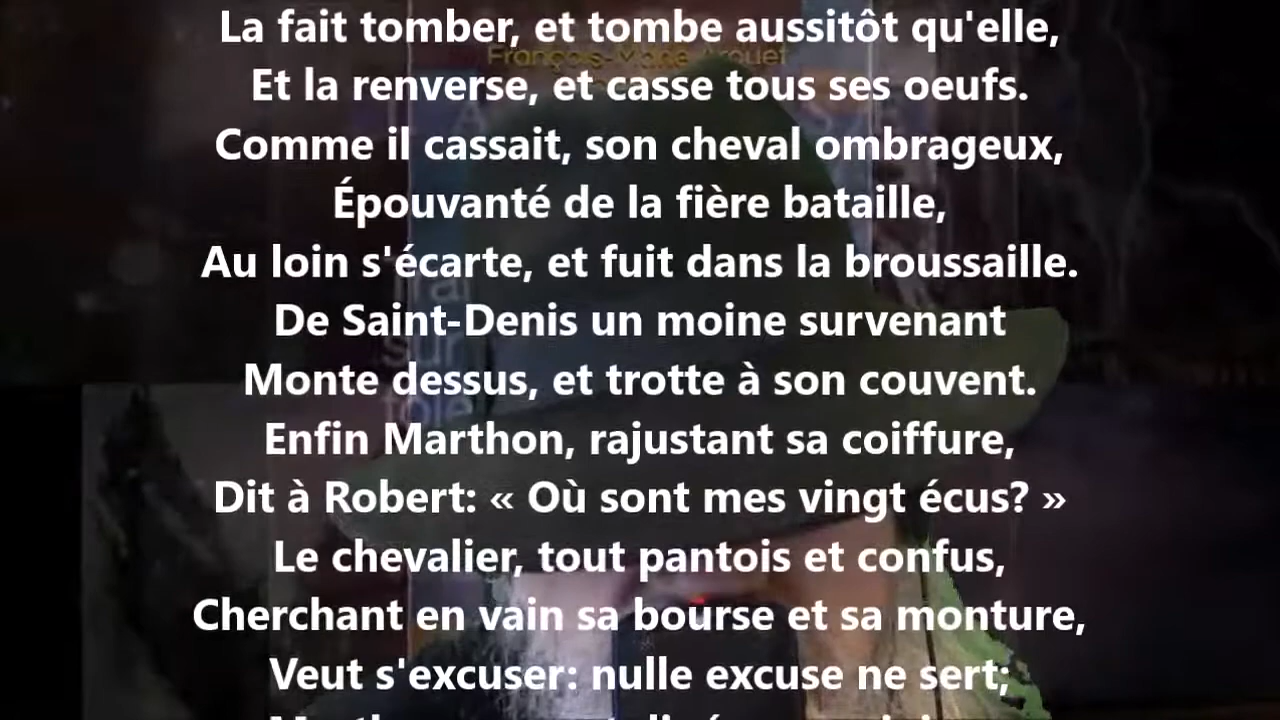 La fait tomber, et tombe aussitôt qu'elle,
François-Marie Arouet
Et la renverse, et casse tous ses oeufs.
Comme il cassait, son cheval ombrageux,
Épouvanté de la fière bataille,
Au loin s'écarte, et fuit dans la broussaille.
De Saint-Denis un moine survenant
Monte dessus, et trotte à son couvent.
Enfin Marthon, rajustant sa coiffure,
Dit à Robert: « Où sont mes vingt écus? »
Le chevalier, tout pantois et confus,
Cherchant en vain sa bourse et sa monture,
Veut s'excuser: nulle excuse ne sert;